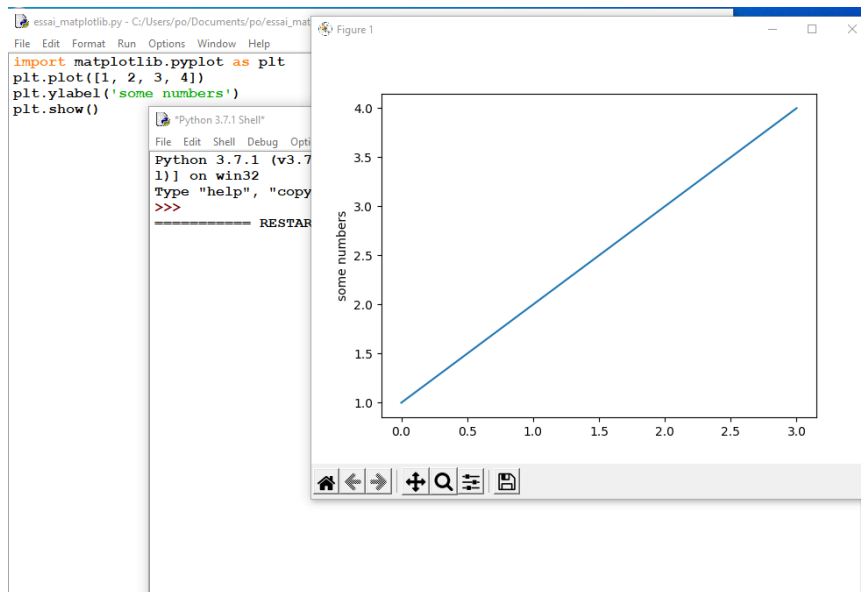 essai_matplotlib.py - C:/Users/po/Documents/po/essai_mat
File Edit Format Run Options Window Help
import matplotlib.pyplot as plt
plt.plot([1, 2, 3, 4])
plt.ylabel('some numbers')
plt.show()
*Python 3.7.1 Shell*
File Edit Shell Debug Opti
Python 3.7.1 (v3.7
1)] on win32
Type "help", "copy
>>>
=========== RESTAR
Figure 1
4.0
3.5
3.0
2.5
2.0
1.5
1.0
some numbers
0.0 0.5 1.0 1.5 2.0 2.5 3.0